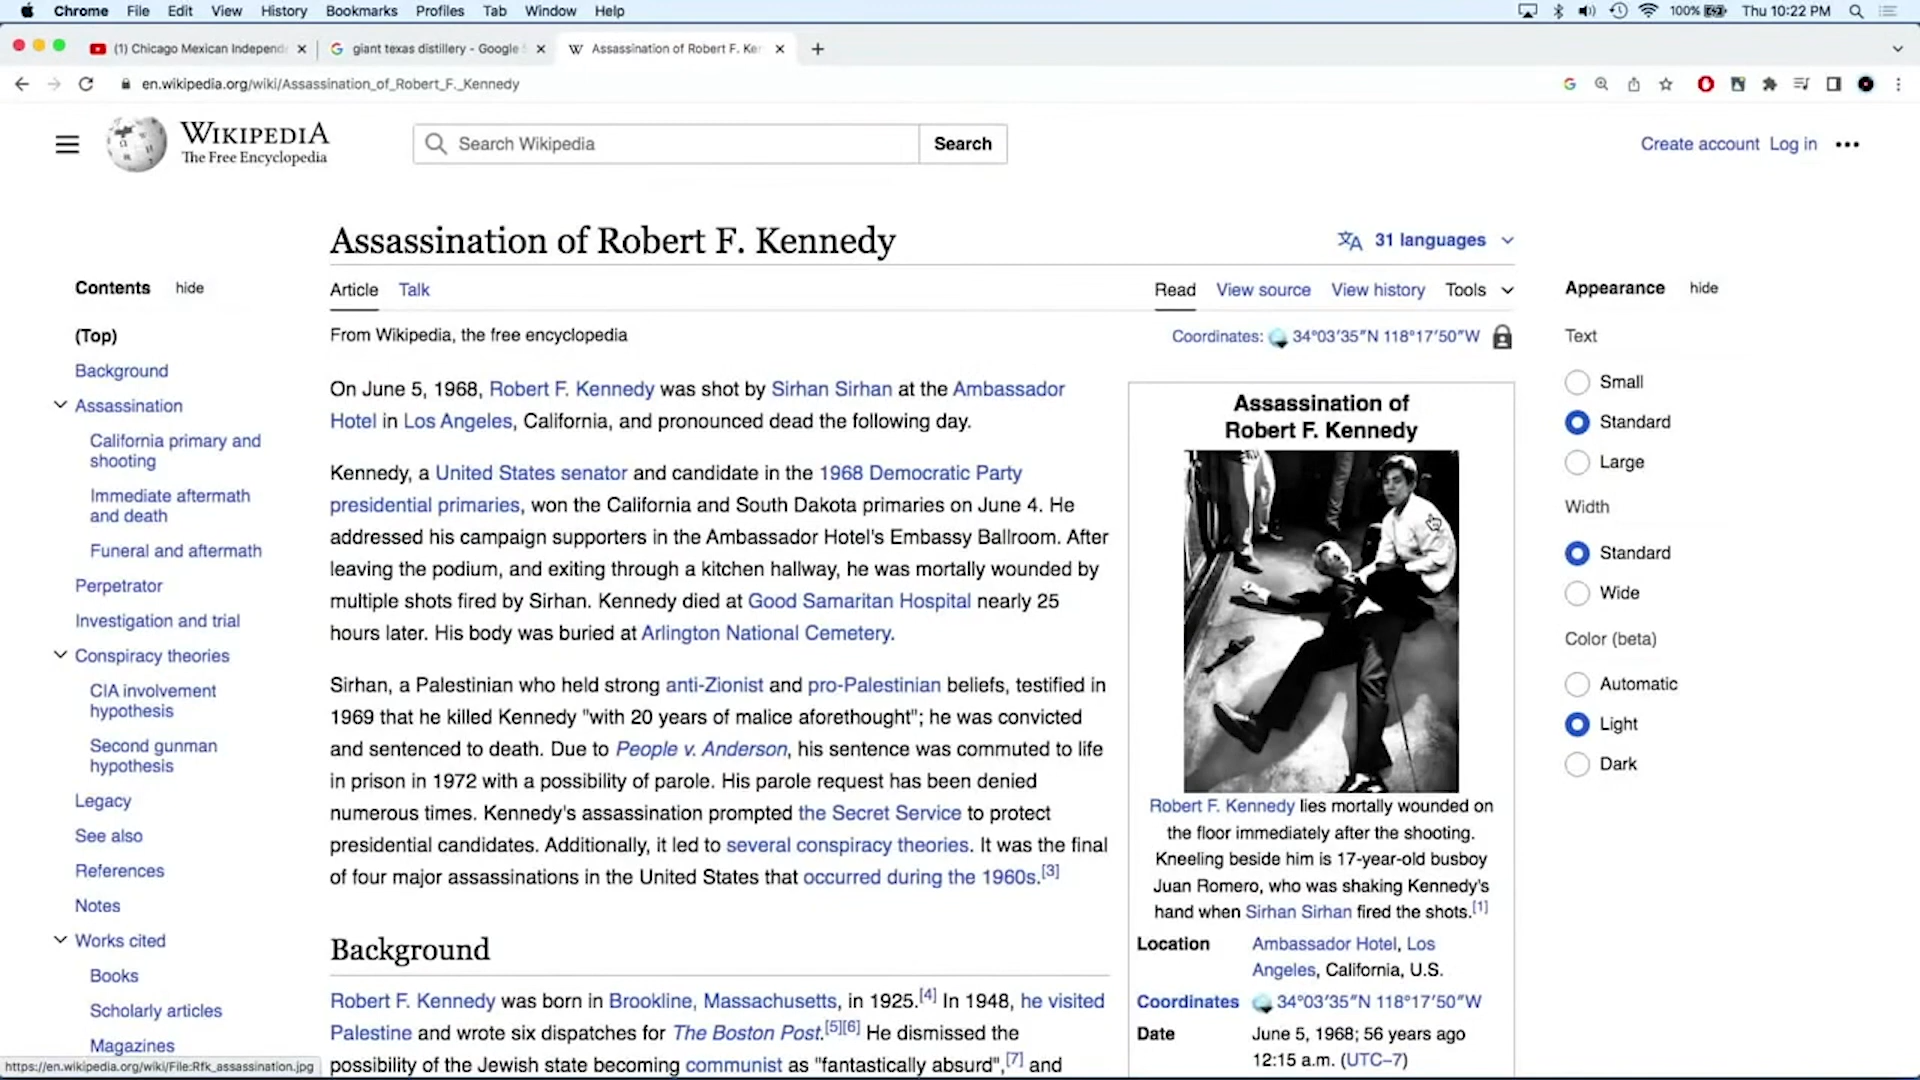 Chrome File Edit View History Bookmarks Profiles Tab Window Help 100% Thu 10:22 PM
(1) Chicago Mexican Independ giant texas distillery - Google Assassination of Robert F. Ke
en.wikipedia.org/wiki/Assassination_of_Robert_F._Kennedy
WIKIPEDIA
The Free Encyclopedia
Search Wikipedia Search
Create account Log in
Assassination of Robert F. Kennedy
31 languages
Article Talk
Read View source View history Tools
From Wikipedia, the free encyclopedia
Coordinates: 34°03′35″N 118°17′50″W
Contents hide
(Top)
Background
Assassination
California primary and
shooting
Immediate aftermath
and death
Funeral and aftermath
Perpetrator
Investigation and trial
Conspiracy theories
CIA involvement
hypothesis
Second gunman
hypothesis
Legacy
See also
References
Notes
Works cited
Books
Scholarly articles
Magazines
On June 5, 1968, Robert F. Kennedy was shot by Sirhan Sirhan at the Ambassador
Hotel in Los Angeles, California, and pronounced dead the following day.
Kennedy, a United States senator and candidate in the 1968 Democratic Party
presidential primaries, won the California and South Dakota primaries on June 4. He
addressed his campaign supporters in the Ambassador Hotel's Embassy Ballroom. After
leaving the podium, and exiting through a kitchen hallway, he was mortally wounded by
multiple shots fired by Sirhan. Kennedy died at Good Samaritan Hospital nearly 25
hours later. His body was buried at Arlington National Cemetery.
Sirhan, a Palestinian who held strong anti-Zionist and pro-Palestinian beliefs, testified in
1969 that he killed Kennedy "with 20 years of malice aforethought"; he was convicted
and sentenced to death. Due to People v. Anderson, his sentence was commuted to life
in prison in 1972 with a possibility of parole. His parole request has been denied
numerous times. Kennedy's assassination prompted the Secret Service to protect
presidential candidates. Additionally, it led to several conspiracy theories. It was the final
of four major assassinations in the United States that occurred during the 1960s.[3]
Background
Robert F. Kennedy was born in Brookline, Massachusetts, in 1925.[4] In 1948, he visited
Palestine and wrote six dispatches for The Boston Post.[5][6] He dismissed the
possibility of the Jewish state becoming communist as "fantastically absurd",[7] and
Assassination of
Robert F. Kennedy
Robert F. Kennedy lies mortally wounded on
the floor immediately after the shooting.
Kneeling beside him is 17-year-old busboy
Juan Romero, who was shaking Kennedy's
hand when Sirhan Sirhan fired the shots.[1]
Location Ambassador Hotel, Los
Angeles, California, U.S.
Coordinates 34°03′35″N 118°17′50″W
Date June 5, 1968; 56 years ago
12:15 a.m. (UTC−7)
Appearance hide
Text
Small
Standard
Large
Width
Standard
Wide
Color (beta)
Automatic
Light
Dark
https://en.wikipedia.org/wiki/File:Rfk_assassination.jpg